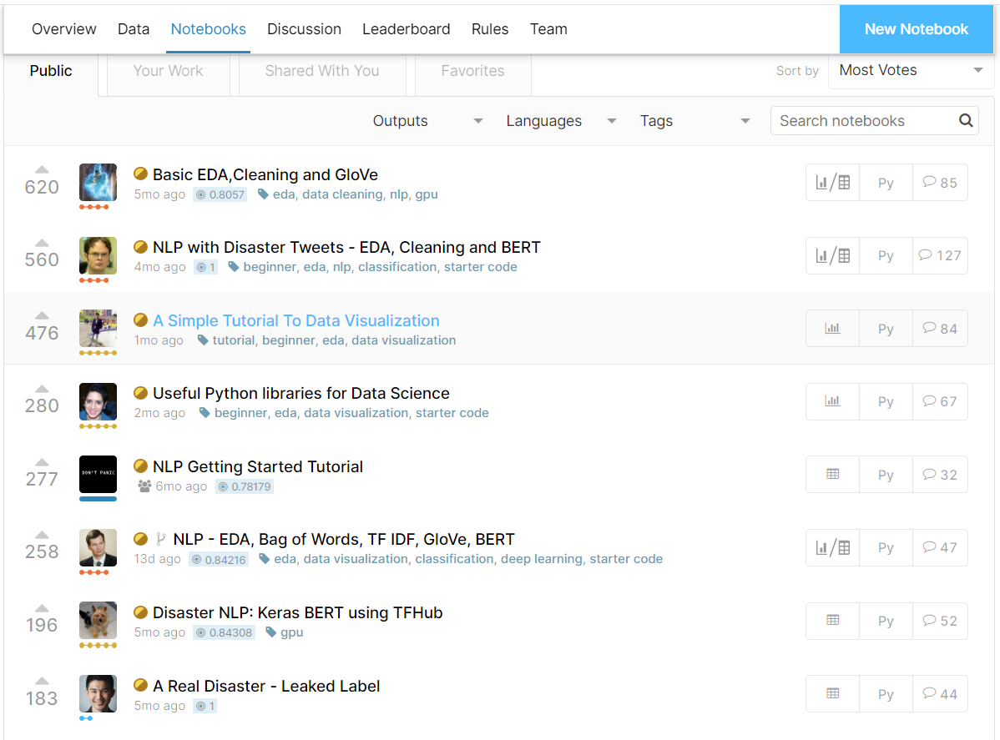 Overview Data Notebooks Discussion Leaderboard Rules Team New Notebook
Public Your Work Shared With You Favorites Sort by Most Votes
Outputs Languages Tags Search notebooks
620 Basic EDA,Cleaning and GloVe Py 85
5mo ago 0.8057 eda, data cleaning, nlp, gpu
560 NLP with Disaster Tweets - EDA, Cleaning and BERT Py 127
4mo ago 1 beginner, eda, nlp, classification, starter code
476 A Simple Tutorial To Data Visualization Py 84
1mo ago tutorial, beginner, eda, data visualization
280 Useful Python libraries for Data Science Py 67
2mo ago beginner, eda, data visualization, starter code
277 DON'T PANIC NLP Getting Started Tutorial Py 32
6mo ago 0.78179
258 NLP - EDA, Bag of Words, TF IDF, GloVe, BERT Py 47
13d ago 0.84216 eda, data visualization, classification, deep learning, starter code
196 Disaster NLP: Keras BERT using TFHub Py 52
5mo ago 0.84308 gpu
183 A Real Disaster - Leaked Label Py 44
5mo ago 1